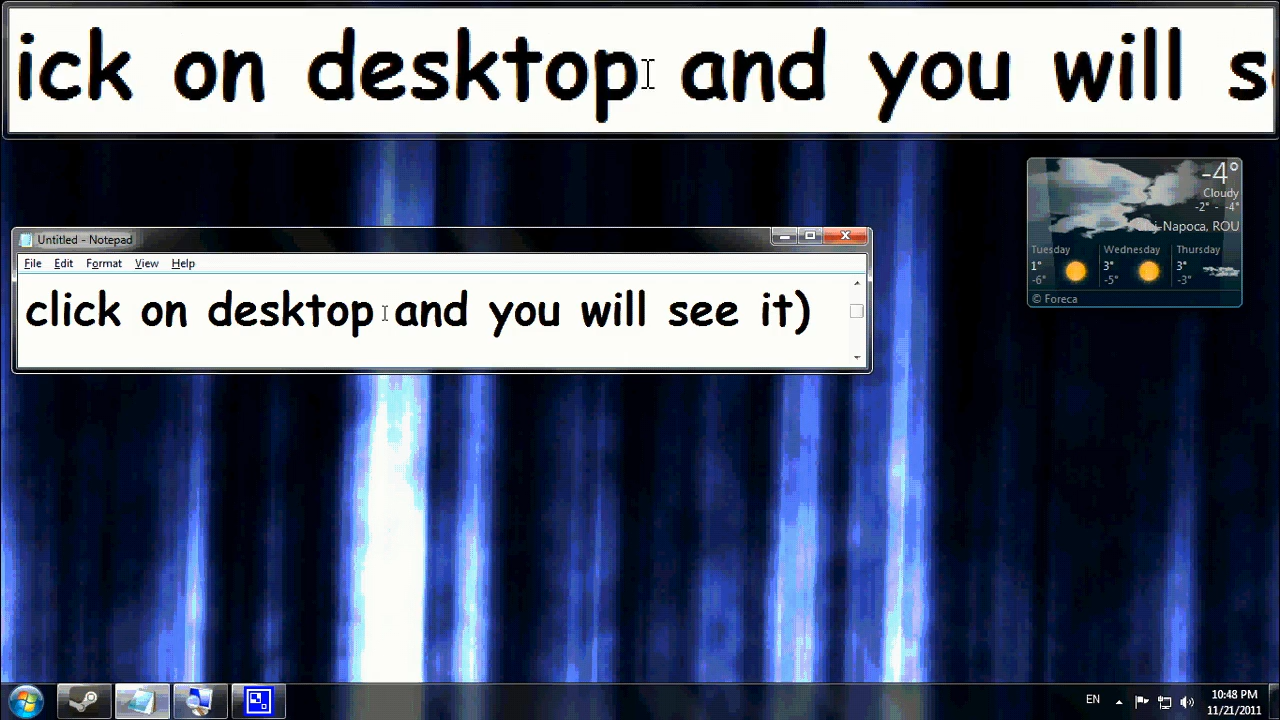 ick on desktop and you will s
-4°
Cloudy
-2° - -4°
-Napoca, ROU
Tuesday
1°
-6°
Wednesday
3°
-5°
Thursday
3°
-3°
© Foreca
Untitled - Notepad
File Edit Format View Help
click on desktop and you will see it)
EN
10:48 PM
11/21/2011